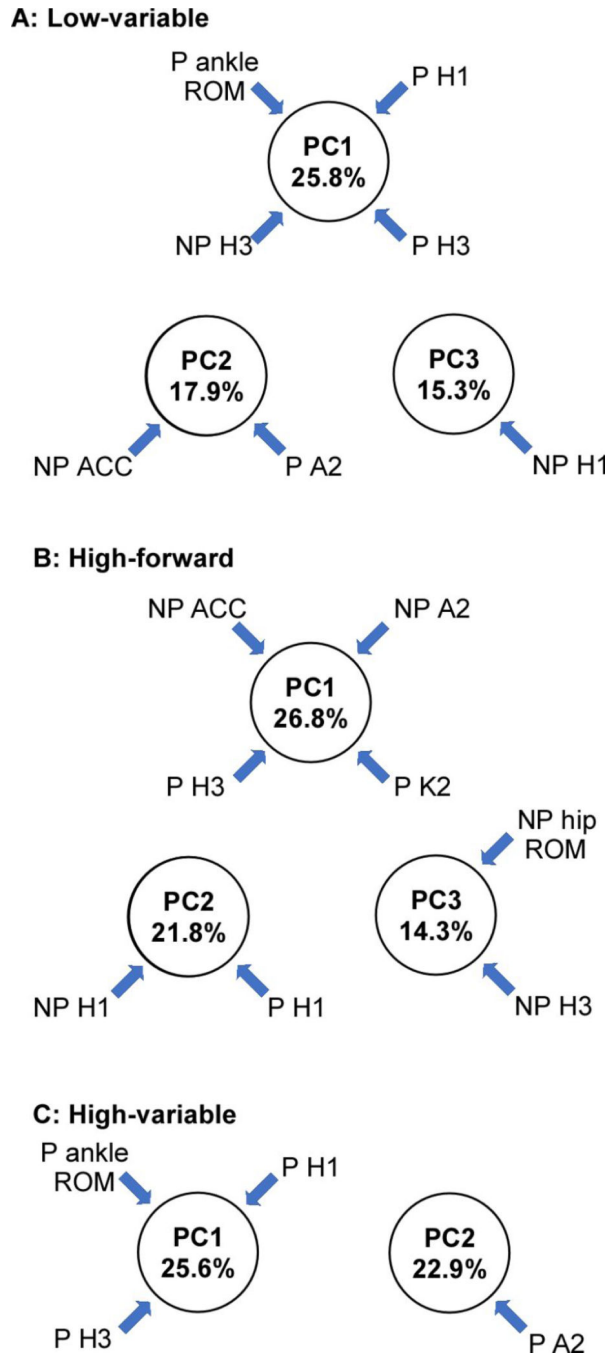 A: Low-variable
P ankle
ROM
P H1
PC1
25.8%
NP H3
P H3
PC2
17.9%
PC3
15.3%
NP ACC
P A2
NP H1
B: High-forward
NP ACC
NP A2
PC1
26.8%
P H3
P K2
NP hip
ROM
PC2
21.8%
PC3
14.3%
NP H1
P H1
NP H3
C: High-variable
P ankle
ROM
P H1
PC1
25.6%
PC2
22.9%
P H3
P A2